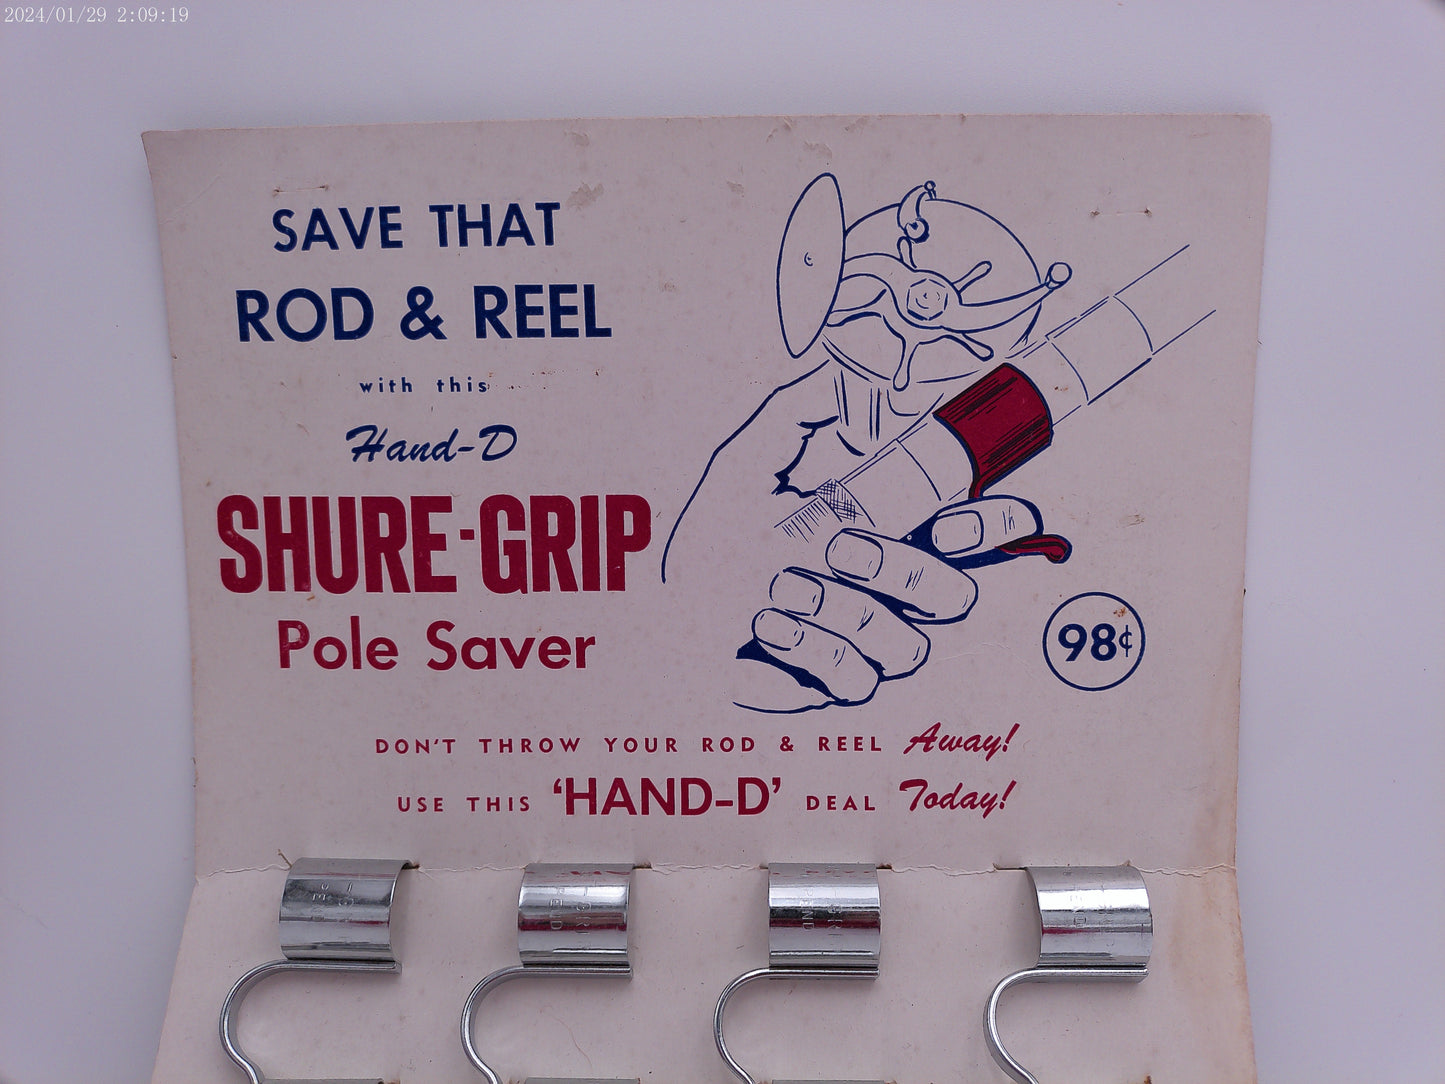 2024/01/29 2:09:19
SAVE THAT
ROD & REEL
with this
Hand-D
SHURE-GRIP
Pole Saver
98¢
DON'T THROW YOUR ROD & REEL Away!
USE THIS 'HAND-D' DEAL Today!